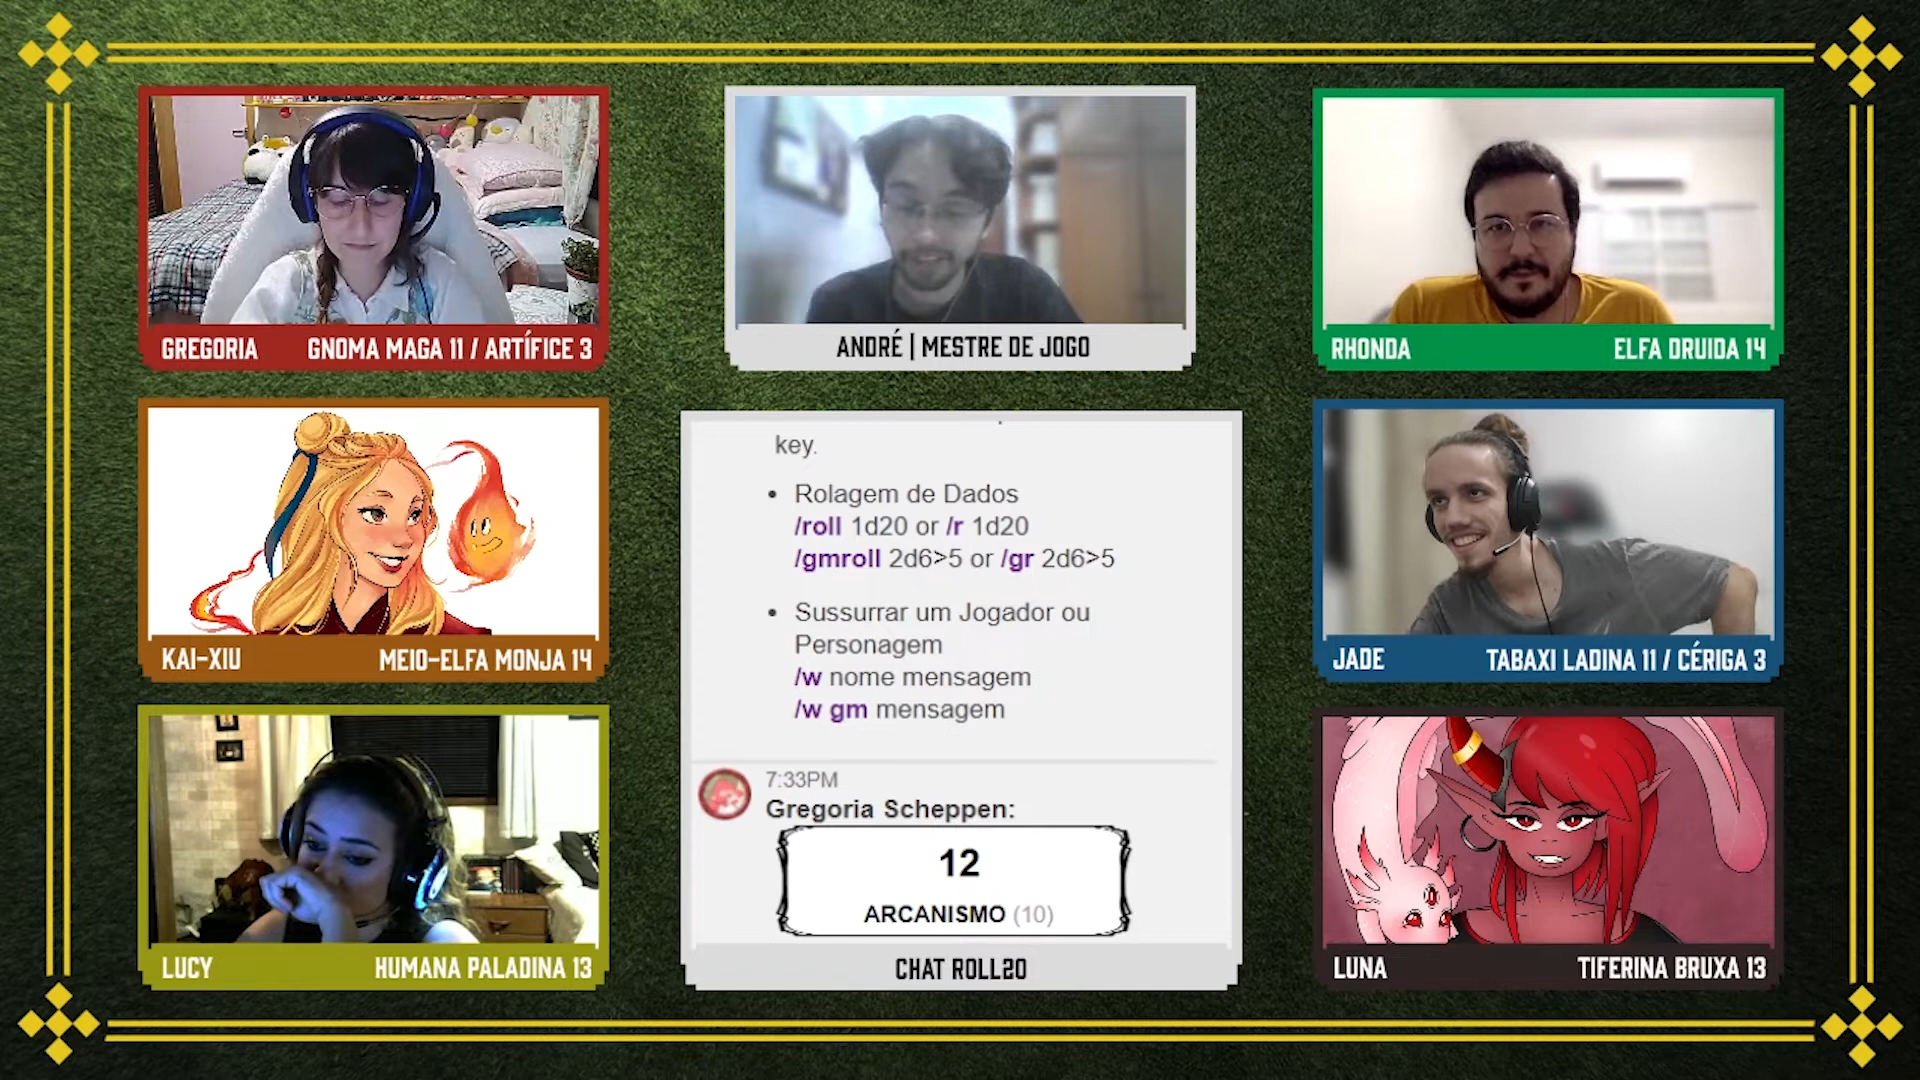 GREGORIA GNOMA MAGA 11 / ARTÍFICE 3
ANDRÉ | MESTRE DE JOGO
RHONDA ELFA DRUIDA 14
KAI-XIU MEIO-ELFA MONJA 14
key.
• Rolagem de Dados
/roll 1d20 or /r 1d20
/gmroll 2d6>5 or /gr 2d6>5
• Sussurrar um Jogador ou
Personagem
/w nome mensagem
/w gm mensagem
7:33PM
Gregoria Scheppen:
12
ARCANISMO (10)
CHAT ROLL20
JADE TABAXI LADINA 11 / CÉRIGA 3
LUCY HUMANA PALADINA 13
LUNA TIFERINA BRUXA 13